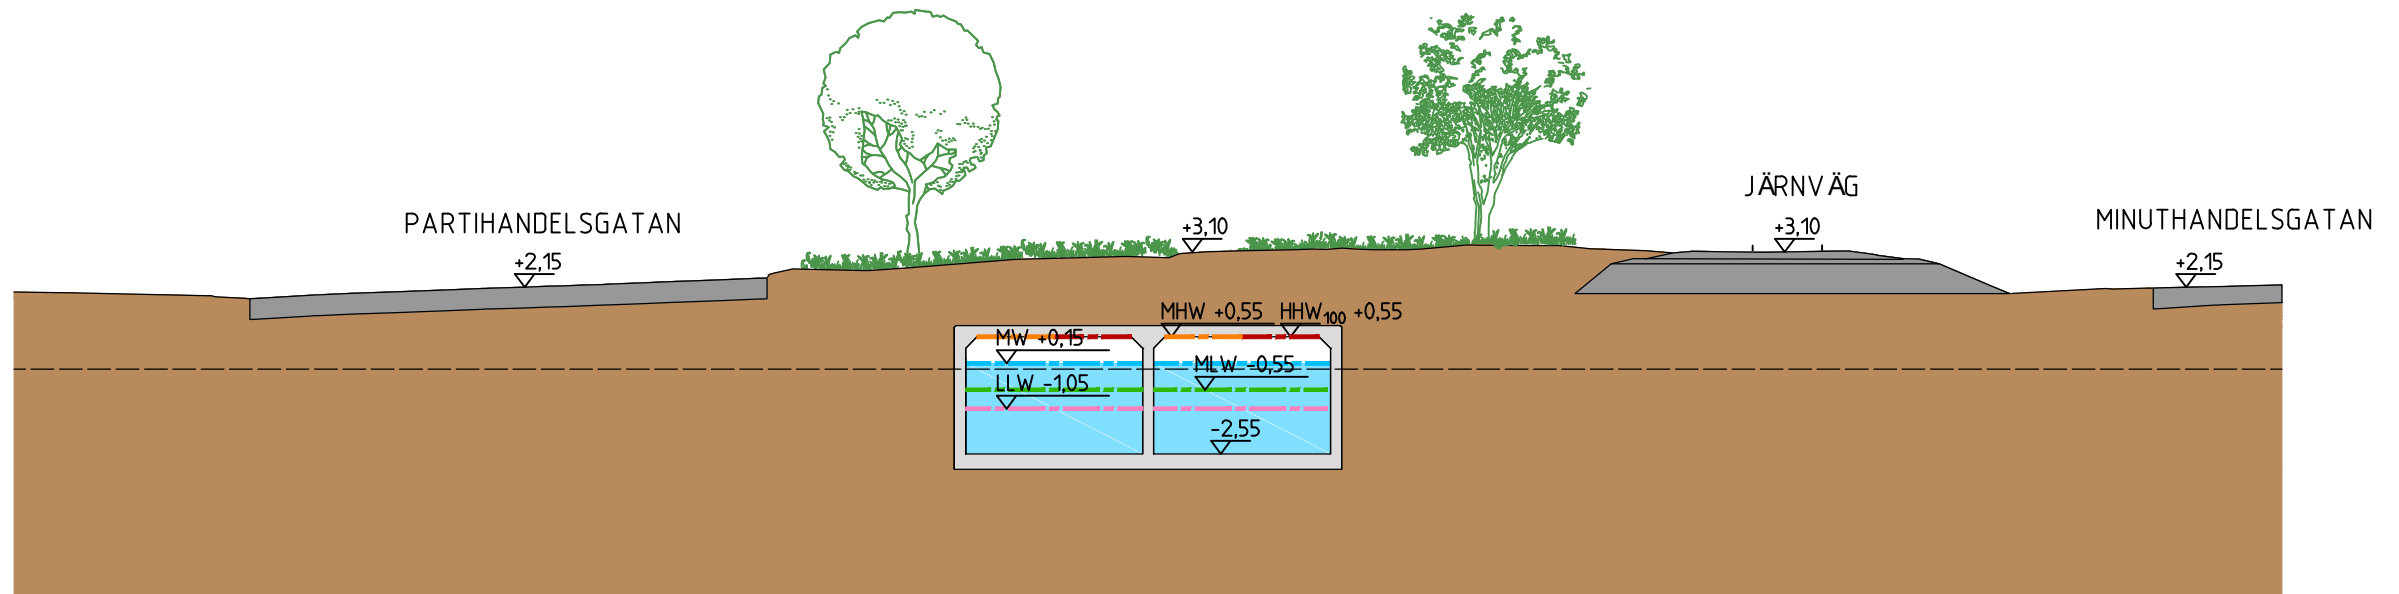 JÄRNVÄG
PARTIHANDELSGATAN
MINUTHANDELSGATAN
+3,10
+3,10
+2,15
+2,15
MHW +0,55
HHW100 +0,55
MW +0,15
MLW -0,55
LLW -1,05
-2,55